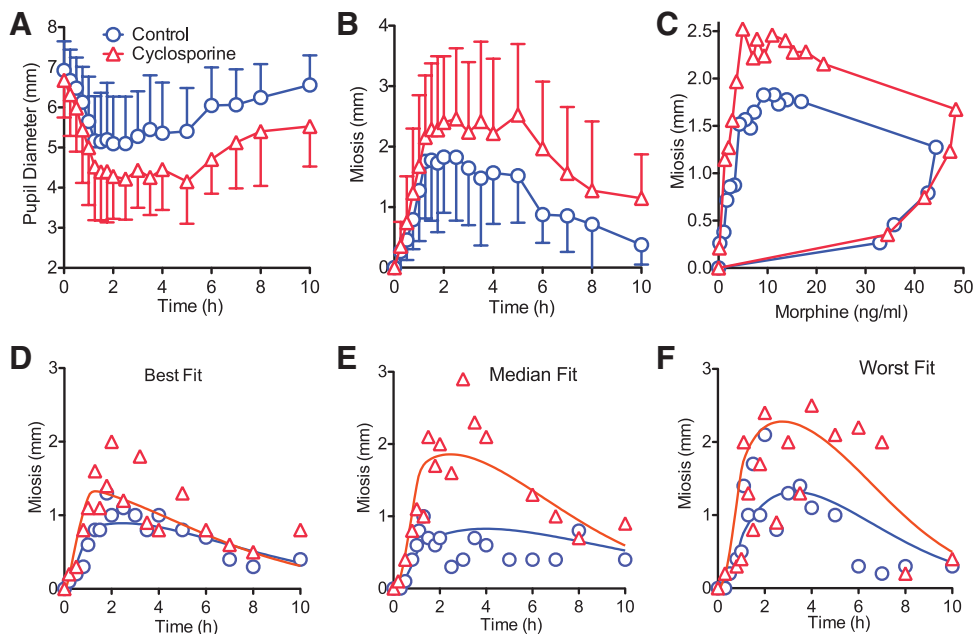 A
Control
Cyclosporine
Pupil Diameter (mm)
8
7
6
5
4
3
2
0 2 4 6 8 10
Time (h)
B
Miosis (mm)
4
3
2
1
0
0 2 4 6 8 10
Time (h)
C
Miosis (mm)
2.5
2.0
1.5
1.0
0.5
0.0
0 10 20 30 40 50
Morphine (ng/ml)
D
Best Fit
Miosis (mm)
3
2
1
0
0 2 4 6 8 10
Time (h)
E
Median Fit
Miosis (mm)
3
2
1
0
0 2 4 6 8 10
Time (h)
F
Worst Fit
Miosis (mm)
3
2
1
0
0 2 4 6 8 10
Time (h)